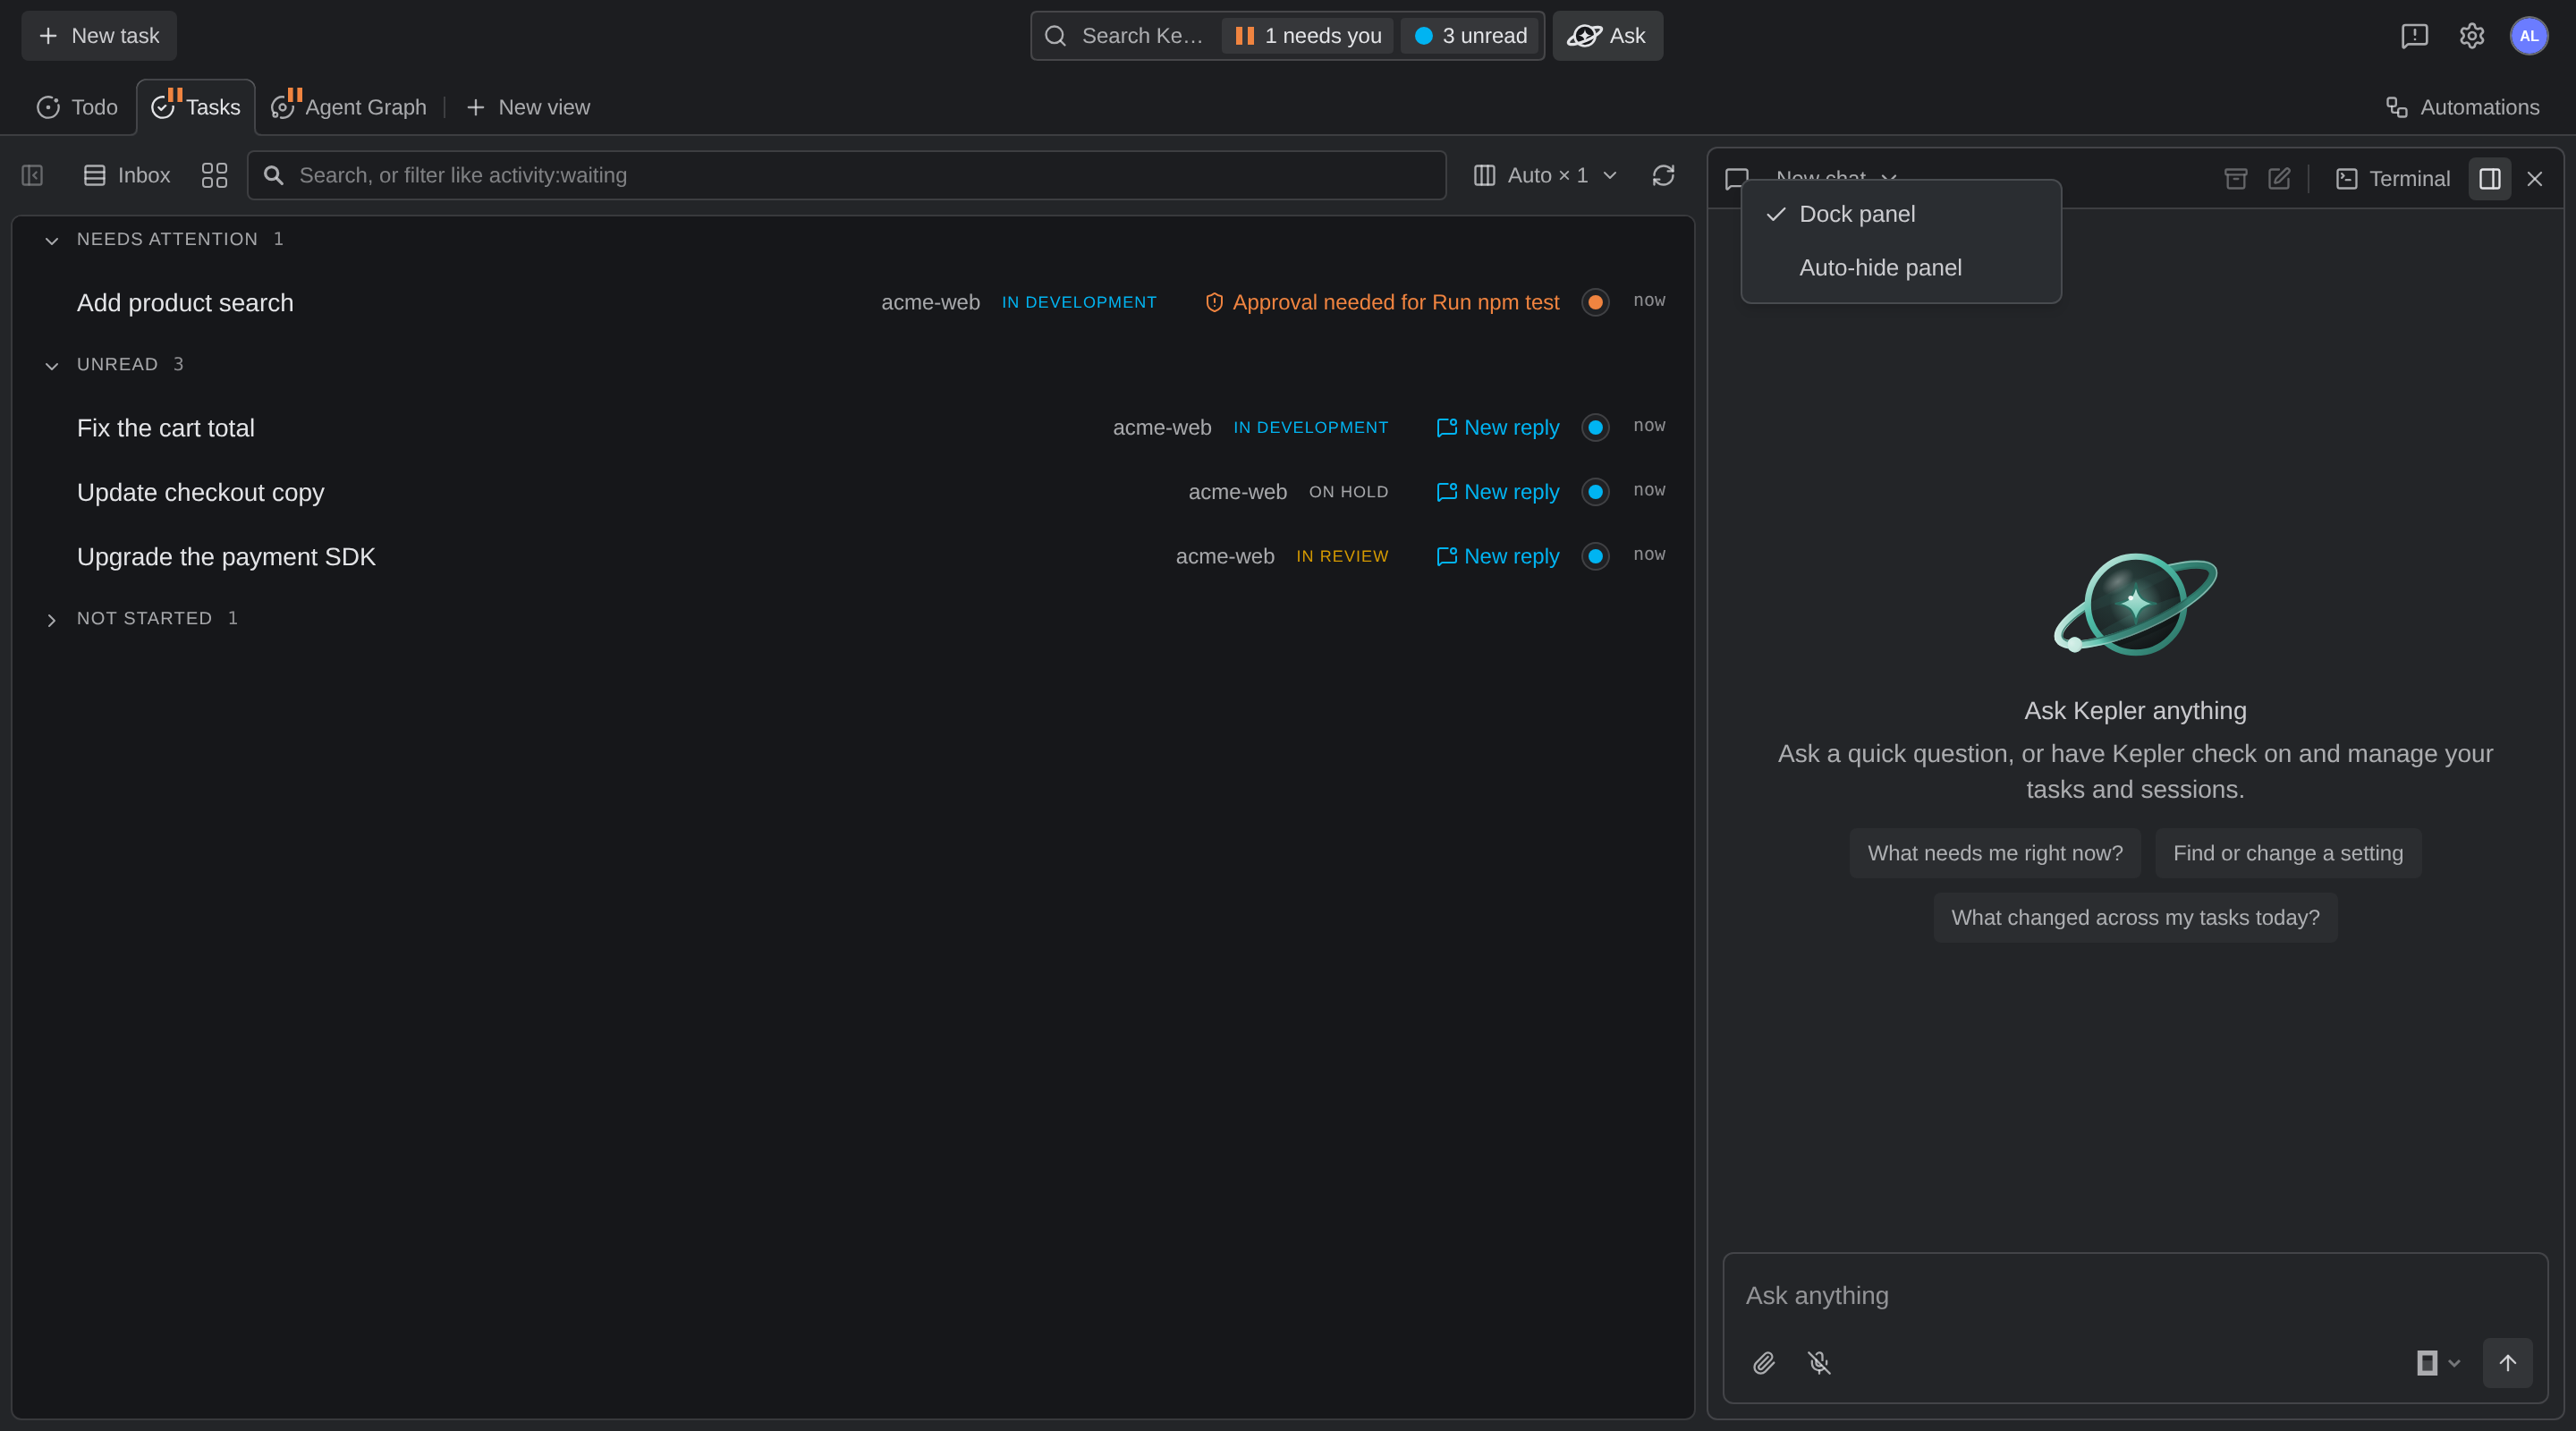 New task
Search Ke… 1 needs you 3 unread Ask
AL
Todo Tasks Agent Graph New view Automations
Inbox Search, or filter like activity:waiting Auto × 1
New chat Terminal
Dock panel
Auto-hide panel
NEEDS ATTENTION 1
Add product search acme-web IN DEVELOPMENT Approval needed for Run npm test now
UNREAD 3
Fix the cart total acme-web IN DEVELOPMENT New reply now
Update checkout copy acme-web ON HOLD New reply now
Upgrade the payment SDK acme-web IN REVIEW New reply now
NOT STARTED 1
Ask Kepler anything
Ask a quick question, or have Kepler check on and manage your
tasks and sessions.
What needs me right now? Find or change a setting
What changed across my tasks today?
Ask anything